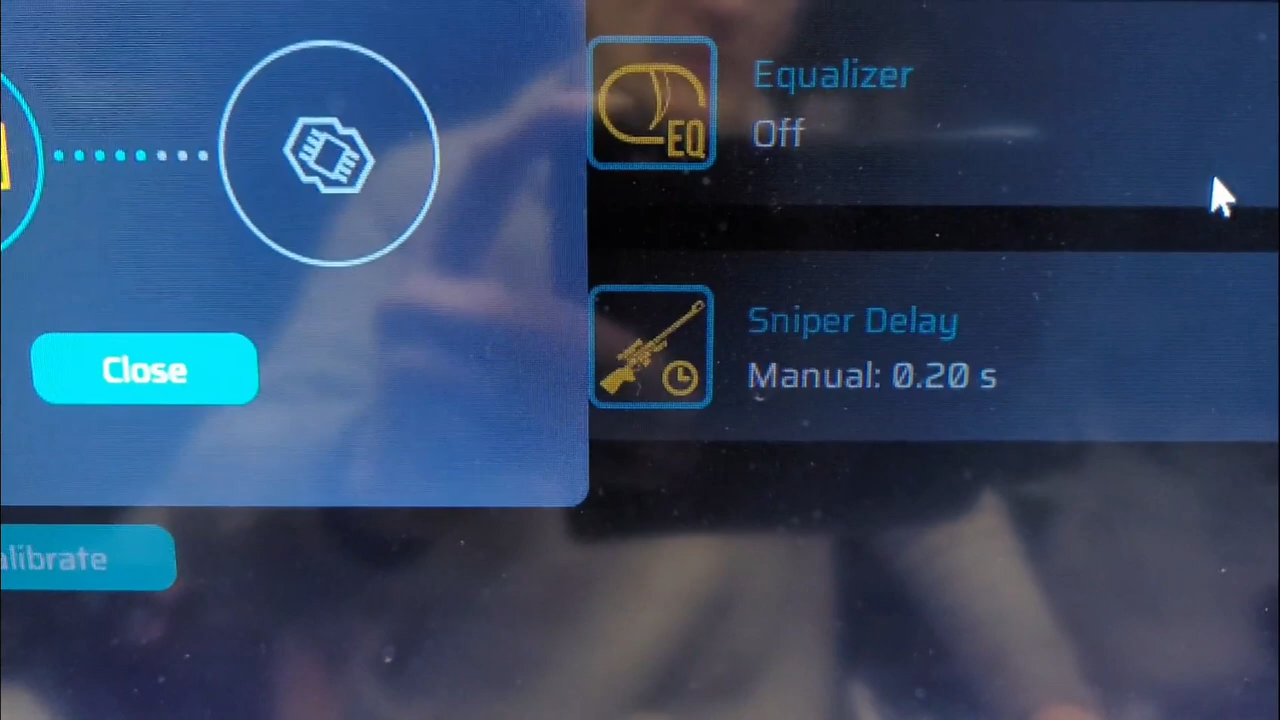 Equalizer
EQ
Off
Sniper Delay
Close
Manual: 0.20 s
alibrate